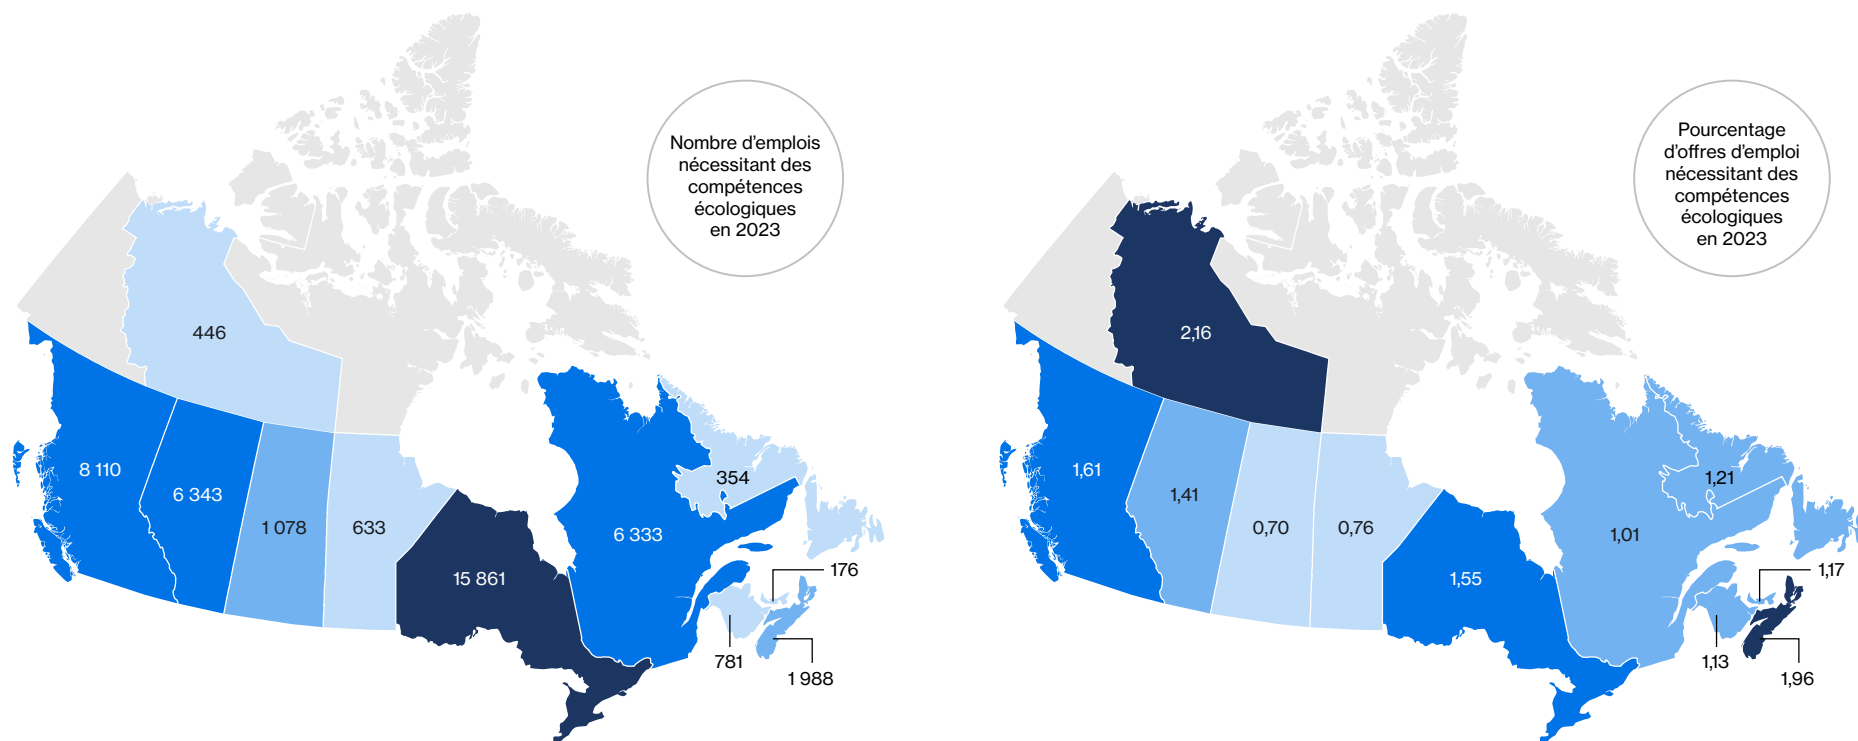 Nombre d'emplois
nécessitant des
compétences
écologiques
en 2023
446
8 110
6 343
1 078
633
15 861
6 333
354
176
781
1 988
Pourcentage
d'offres d'emploi
nécessitant des
compétences
écologiques
en 2023
2,16
1,61
1,41
0,70
0,76
1,55
1,01
1,21
1,17
1,13
1,96